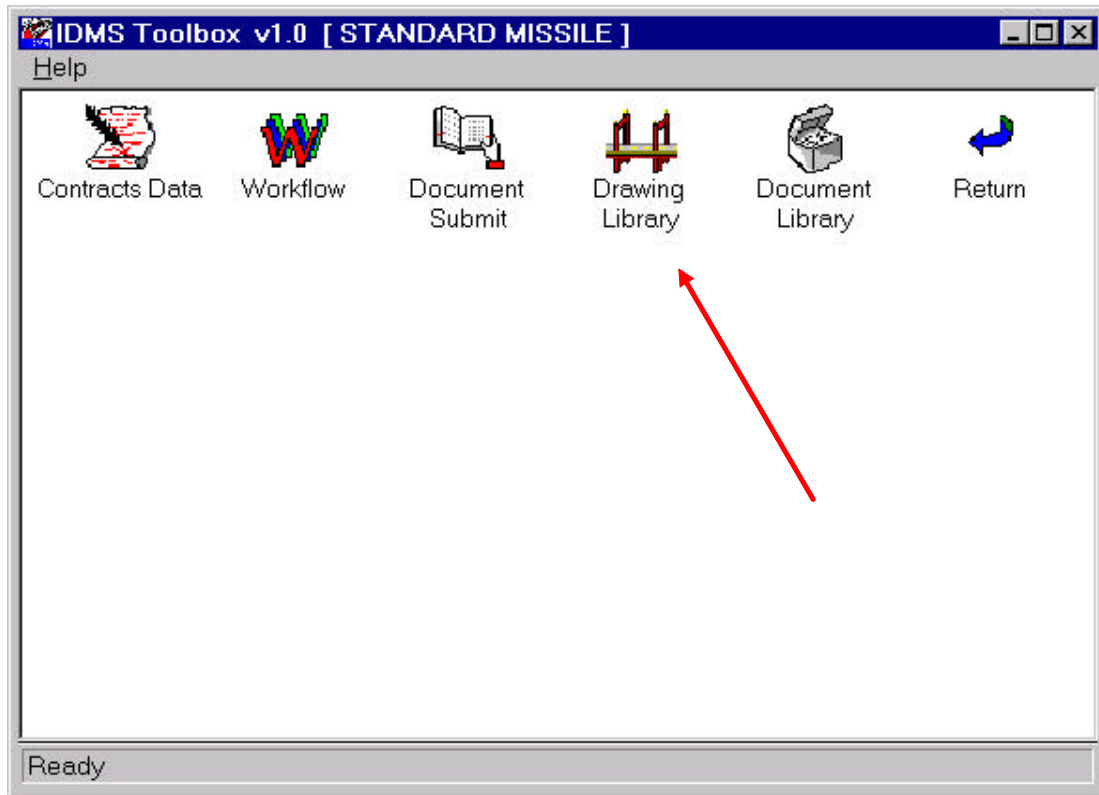 IDMS Toolbox v1.0 [ STANDARD MISSILE ]
Help
Contracts Data
Workflow
Document
Submit
Drawing
Library
Document
Library
Return
Ready